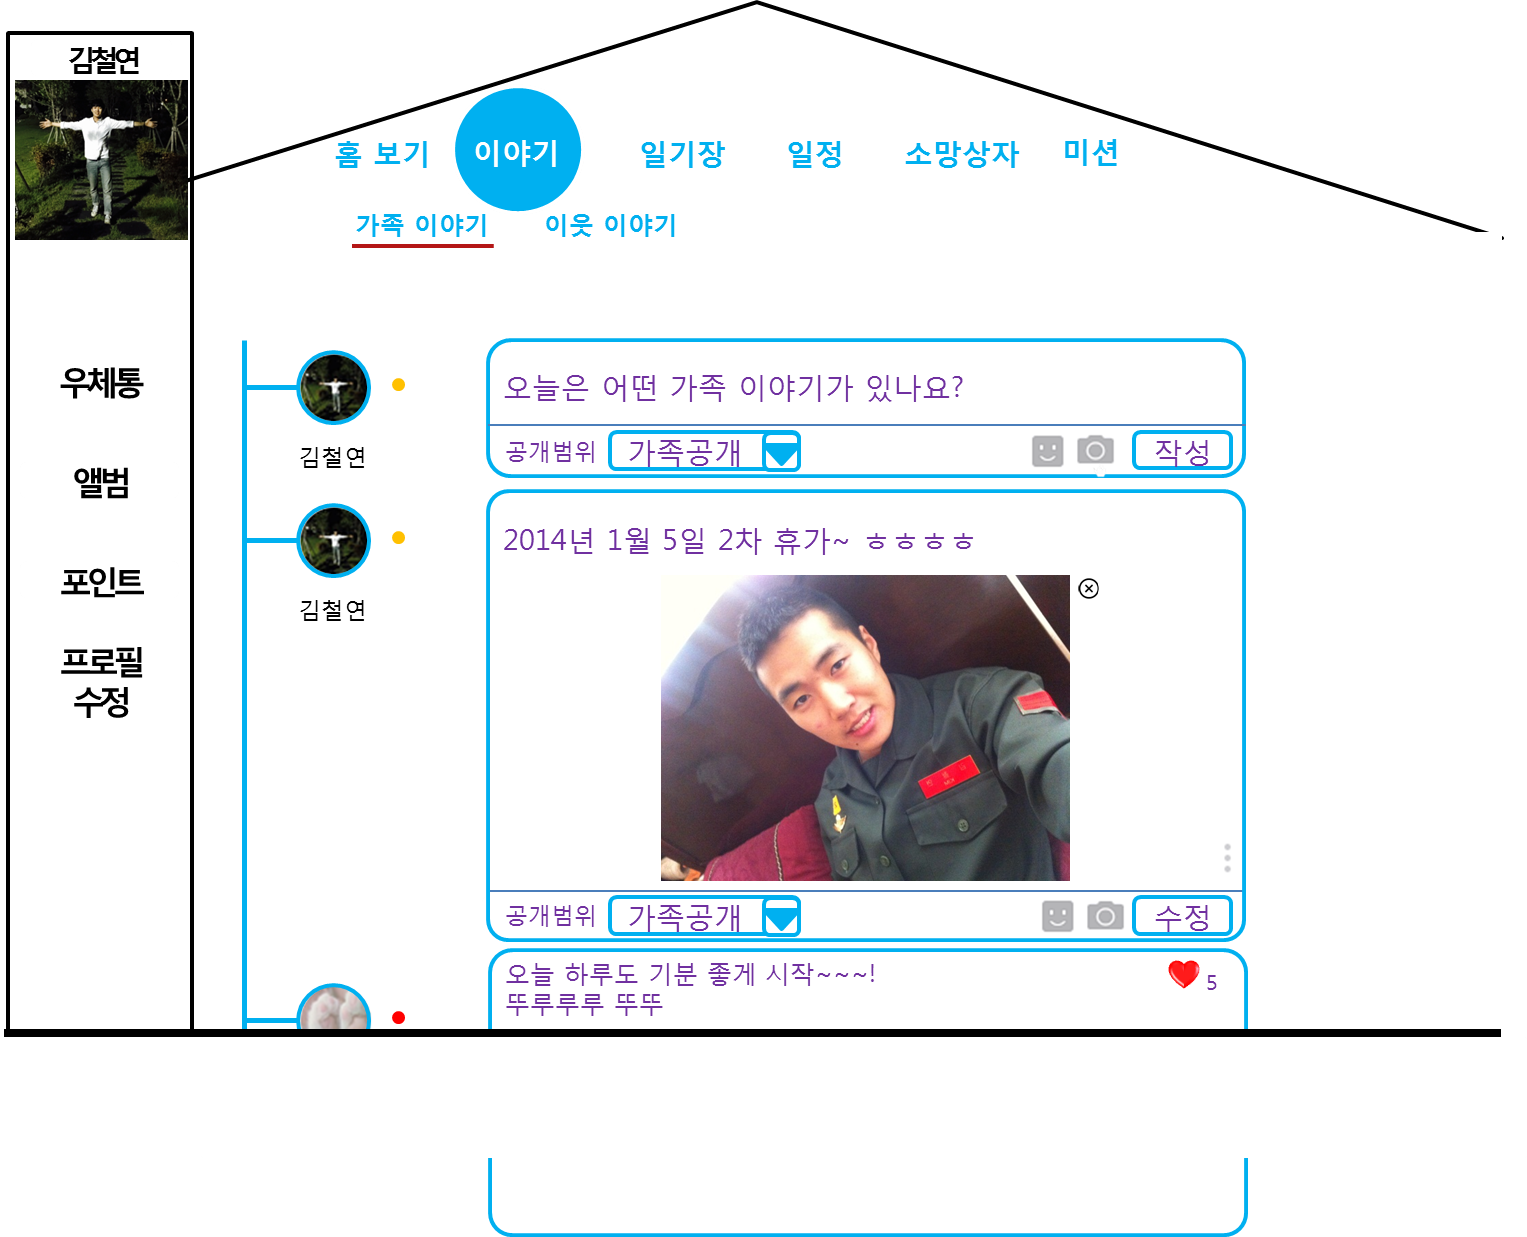 김철연
홈 보기
이야기
일기장
일정
소망상자
미션
가족 이야기
이웃 이야기
우체통
앨범
포인트
프로필
수정
오늘은 어떤 가족 이야기가 있나요?
공개범위
가족공개
작성
김철연
2014년 1월 5일 2차 휴가~ ㅎㅎㅎㅎ
김철연
공개범위
가족공개
수정
오늘 하루도 기분 좋게 시작~~~!
뚜루루루 뚜뚜
5